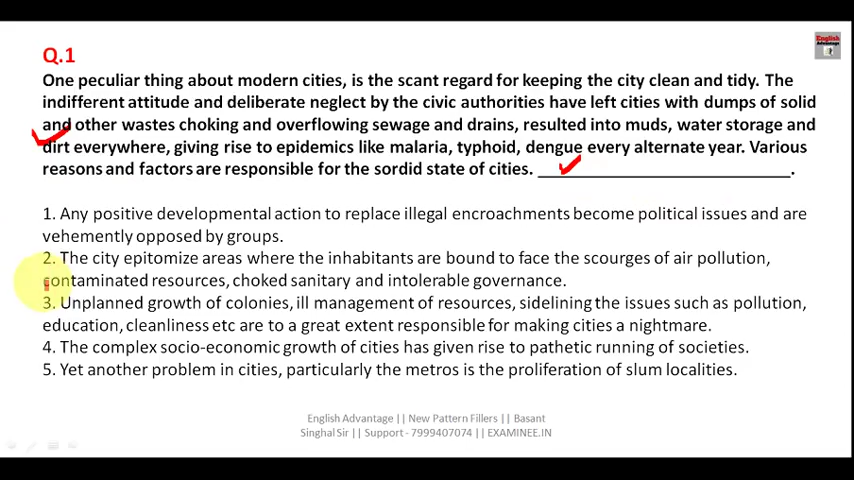 English
Advantage
Q.1
One peculiar thing about modern cities, is the scant regard for keeping the city clean and tidy. The
indifferent attitude and deliberate neglect by the civic authorities have left cities with dumps of solid
and other wastes choking and overflowing sewage and drains, resulted into muds, water storage and
dirt everywhere, giving rise to epidemics like malaria, typhoid, dengue every alternate year. Various
reasons and factors are responsible for the sordid state of cities. ______________________________.
1. Any positive developmental action to replace illegal encroachments become political issues and are
vehemently opposed by groups.
2. The city epitomize areas where the inhabitants are bound to face the scourges of air pollution,
contaminated resources, choked sanitary and intolerable governance.
3. Unplanned growth of colonies, ill management of resources, sidelining the issues such as pollution,
education, cleanliness etc are to a great extent responsible for making cities a nightmare.
4. The complex socio-economic growth of cities has given rise to pathetic running of societies.
5. Yet another problem in cities, particularly the metros is the proliferation of slum localities.
English Advantage || New Pattern Fillers || Basant
Singhal Sir || Support - 7999407074 || EXAMINEE.IN